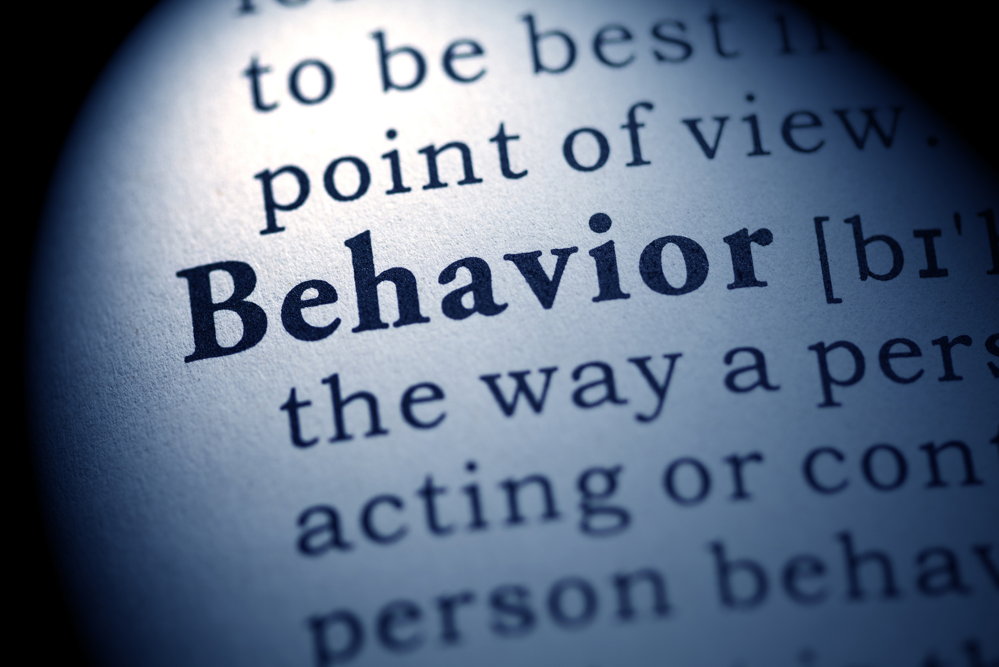 to be best
point of view.
Behavior [bɪ'
the way a pers
acting or con
person behav